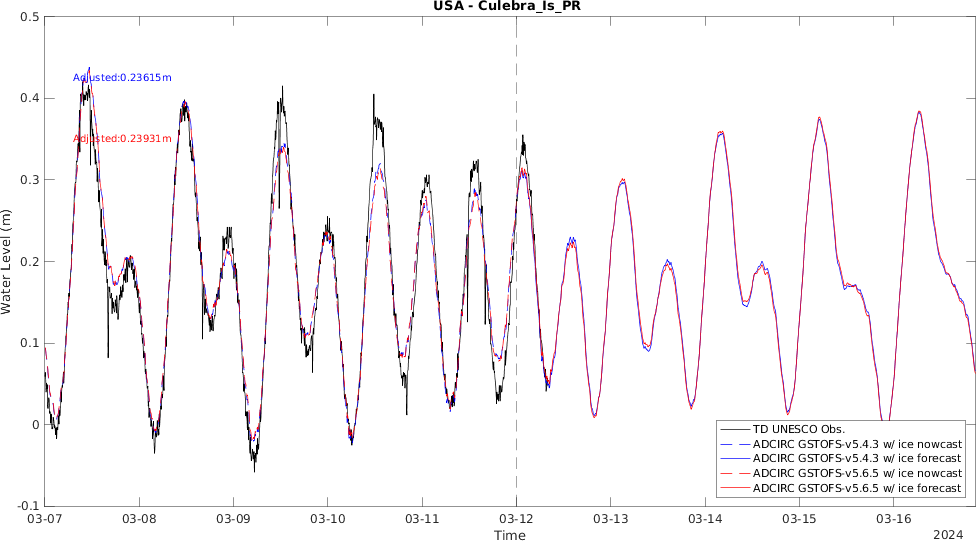 USA - Culebra_Is_PR
0.5
Adjusted:0.23615m
0.4
Adjusted:0.23931m
0.3
0.2
Water Level (m)
0.1
0
-0.1
TD UNESCO Obs.
ADCIRC GSTOFS-v5.4.3 w/ ice nowcast
ADCIRC GSTOFS-v5.4.3 w/ ice forecast
ADCIRC GSTOFS-v5.6.5 w/ ice nowcast
ADCIRC GSTOFS-v5.6.5 w/ ice forecast
03-07 03-08 03-09 03-10 03-11 03-12 03-13 03-14 03-15 03-16
Time
2024